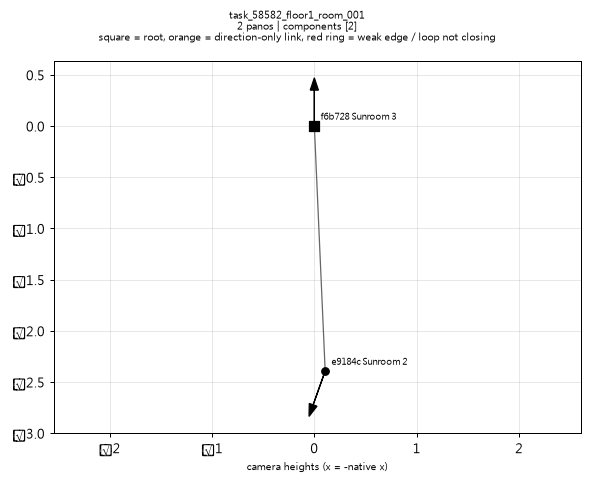 task_58582_floor1_room_001
2 panos | components [2]
square = root, orange = direction-only link, red ring = weak edge / loop not closing
0.5
f6b728 Sunroom 3
0.0
√0.5
√1.0
√1.5
√2.0
e9184c Sunroom 2
√2.5
√3.0
√2 √1 0 1 2
camera heights (x = -native x)